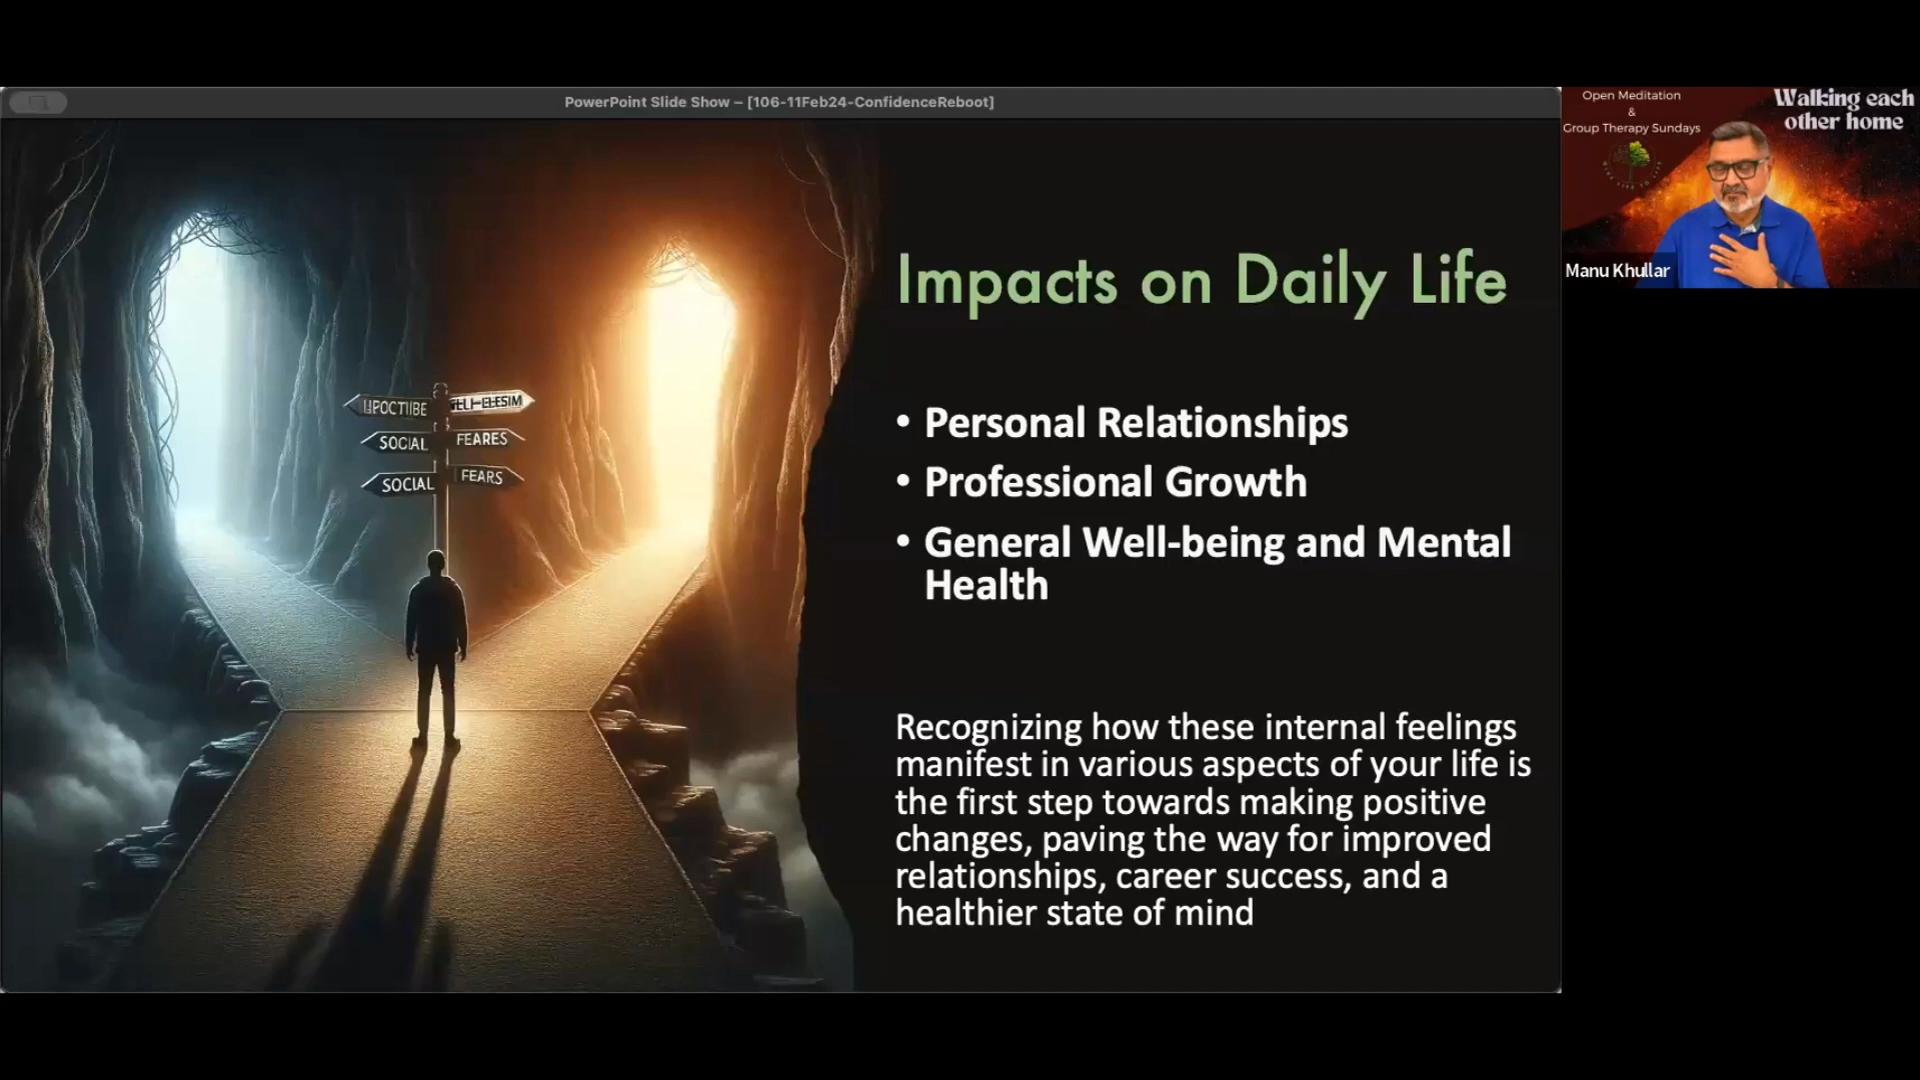 PowerPoint Slide Show – [106-11Feb24-ConfidenceReboot]
Impacts on Daily Life
• Personal Relationships
• Professional Growth
• General Well-being and Mental
Health
Recognizing how these internal feelings
manifest in various aspects of your life is
the first step towards making positive
changes, paving the way for improved
relationships, career success, and a
healthier state of mind
SOCIAL FEARES
SOCIAL FEARS
Open Meditation
&
Group Therapy Sundays
Walking each
other home
Manu Khullar